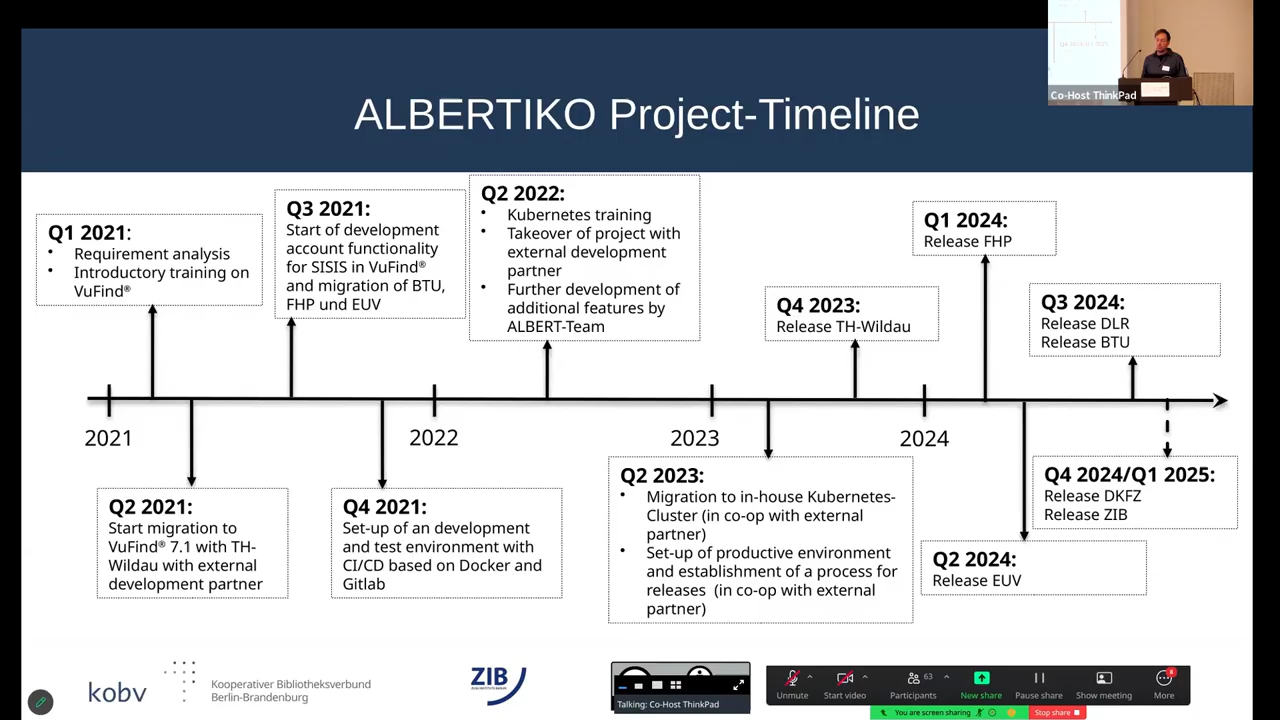 Co-Host ThinkPad
ALBERTIKO Project-Timeline
Q1 2021:
• Requirement analysis
• Introductory training on
VuFind®
Q3 2021:
Start of development
account functionality
for SISIS in VuFind®
and migration of BTU,
FHP und EUV
Q2 2022:
• Kubernetes training
• Takeover of project with
external development
partner
• Further development of
additional features by
ALBERT-Team
Q4 2023:
Release TH-Wildau
Q1 2024:
Release FHP
Q3 2024:
Release DLR
Release BTU
2021
2022
2023
2024
Q2 2021:
Start migration to
VuFind® 7.1 with TH-
Wildau with external
development partner
Q4 2021:
Set-up of an development
and test environment with
CI/CD based on Docker and
Gitlab
Q2 2023:
• Migration to in-house Kubernetes-
Cluster (in co-op with external
partner)
• Set-up of productive environment
and establishment of a process for
releases (in co-op with external
partner)
Q2 2024:
Release EUV
Q4 2024/Q1 2025:
Release DKFZ
Release ZIB
kobv
Kooperativer Bibliotheksverbund
Berlin-Brandenburg
ZIB
Talking: Co-Host ThinkPad
Unmute
Start video
Participants
63
New share
Pause share
Show meeting
More
8
You are screen sharing
Stop share